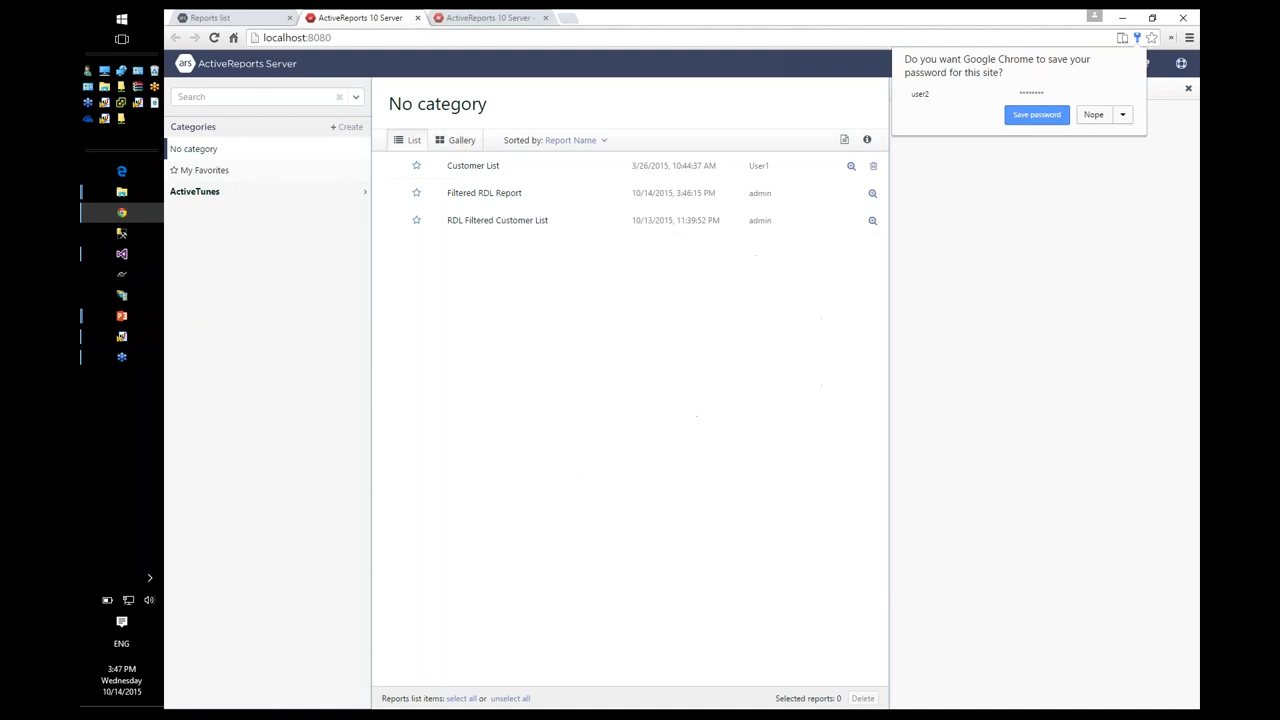 Reports list
ActiveReports 10 Server
ActiveReports 10 Server -
localhost:8080
ars ActiveReports Server
Do you want Google Chrome to save your
password for this site?
user2 ********
Save password Nope
Search
Categories + Create
No category
My Favorites
ActiveTunes
No category
List Gallery Sorted by: Report Name
Customer List 3/26/2015, 10:44:37 AM User1
Filtered RDL Report 10/14/2015, 3:46:15 PM admin
RDL Filtered Customer List 10/13/2015, 11:39:52 PM admin
ENG
3:47 PM
Wednesday
10/14/2015
Reports list items: select all or unselect all
Selected reports: 0 Delete